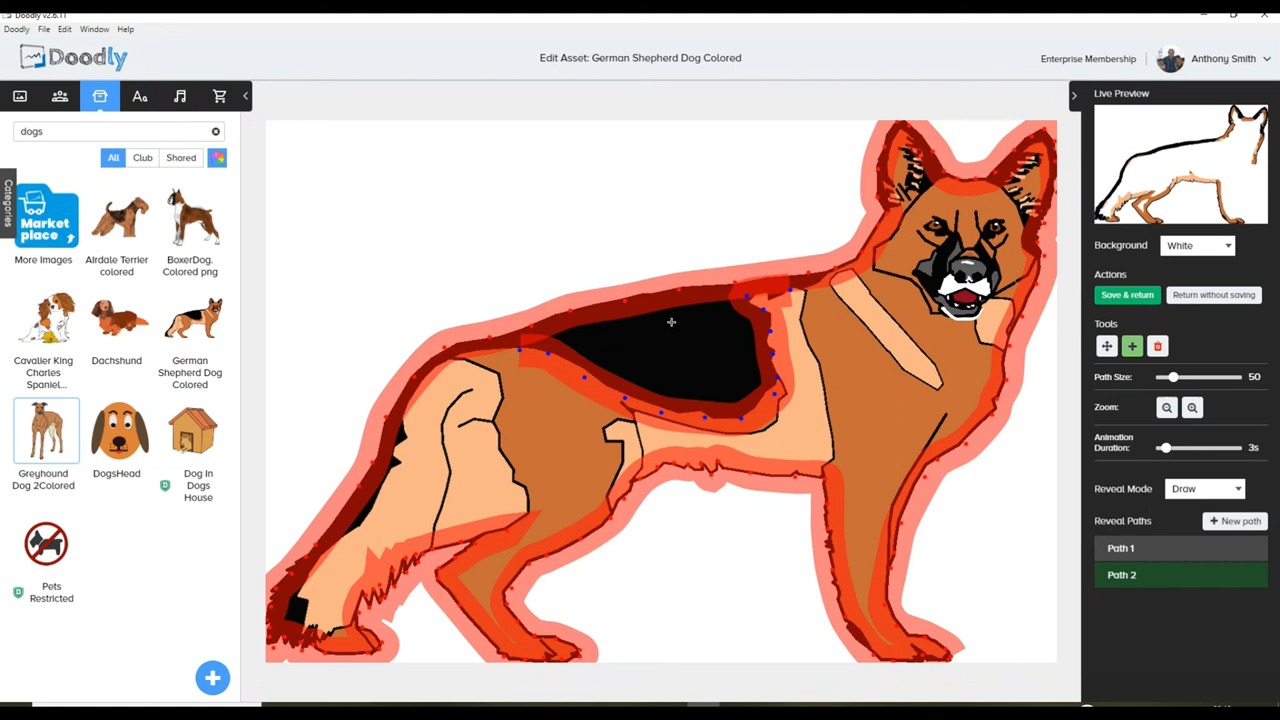 Doodly v2.6.11
Doodly File Edit Window Help
Doodly
Edit Asset: German Shepherd Dog Colored
Enterprise Membership
Anthony Smith
Aa
dogs
All Club Shared
Categories
Market
place
More Images
Airdale Terrier
colored
BoxerDog.
Colored png
Cavalier King
Charles
Spaniel...
Dachshund
German
Shepherd Dog
Colored
Greyhound
Dog 2Colored
DogsHead
Dog In
Dogs
House
Pets
Restricted
Live Preview
Background
White
Actions
Save & return
Return without saving
Tools
Path Size:
50
Zoom:
Animation
Duration:
3s
Reveal Mode
Draw
Reveal Paths
+ New path
Path 1
Path 2